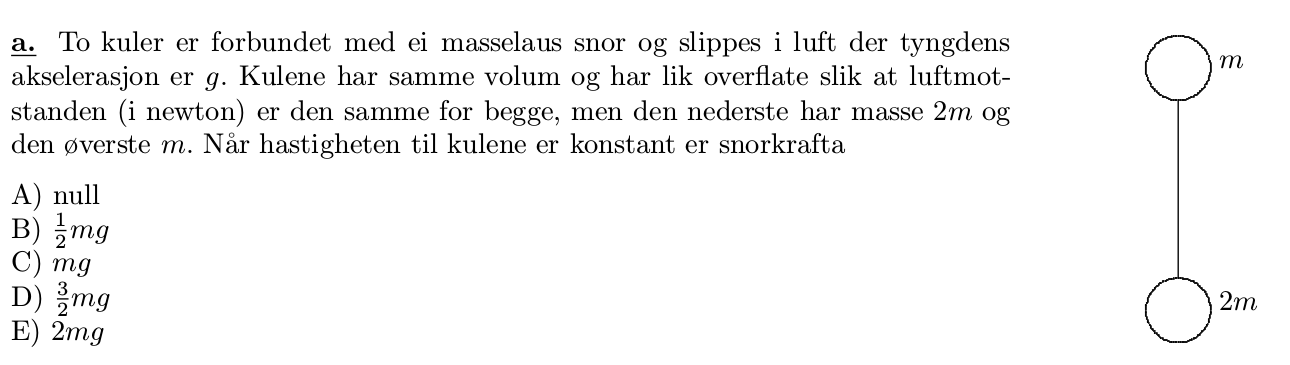 a. To kuler er forbundet med ei masselaus snor og slippes i luft der tyngdens
akselerasjon er g. Kulene har samme volum og har lik overflate slik at luftmot-
standen (i newton) er den samme for begge, men den nederste har masse 2m og
den øverste m. Når hastigheten til kulene er konstant er snorkrafta
A) null
B) \frac{1}{2}mg
C) mg
D) \frac{3}{2}mg
E) 2mg
m
2m